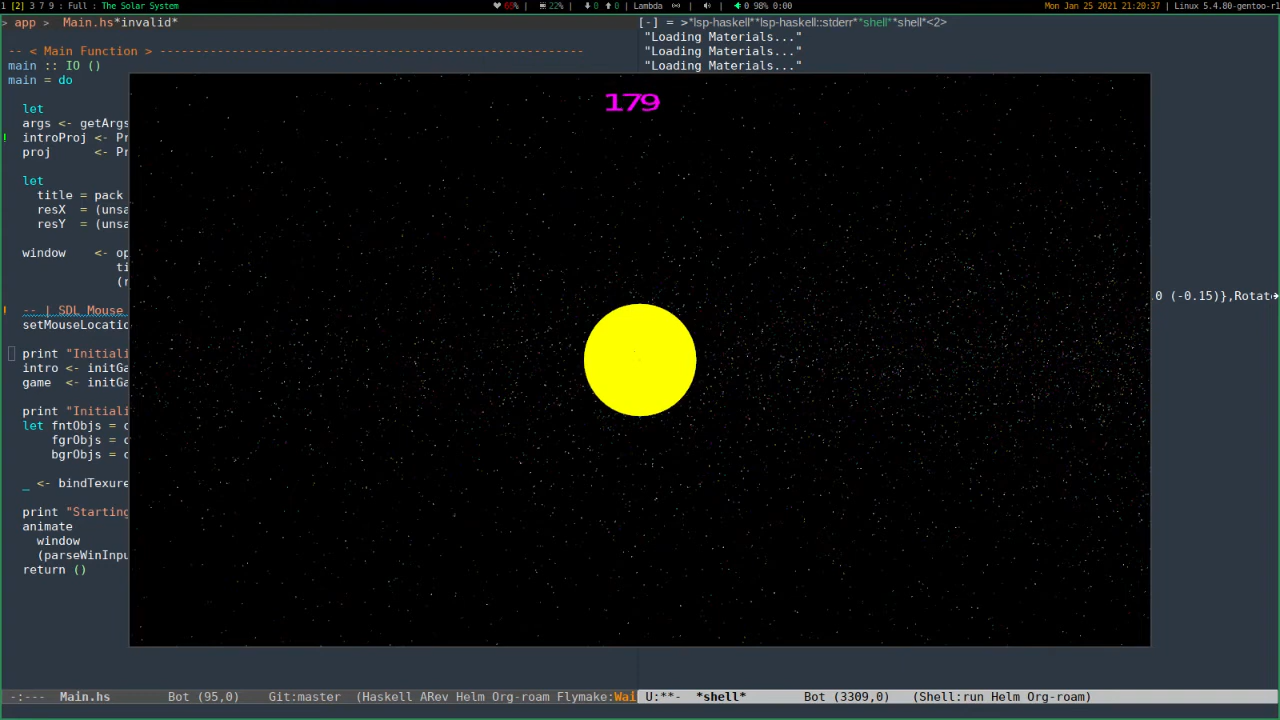 1 [2] 3 7 9 : Full : The Solar System
69% | 22% | 0 0 | Lambda | | 0 98% 0:00
Mon Jan 25 2021 21:20:37 | Linux 5.4.80-gentoo-r1
> app > Main.hs*invalid*
-- < Main Function > -----------------------------------------------------------
main :: IO ()
main = do
let
args <- getArgs
! introProj <- Pr
proj <- Pr
let
title = pack
resX = (unsa
resY = (unsa
window <- op
ti
(r
! -- | SDL Mouse
setMouseLocatio
print "Initiali
intro <- initGa
game <- initGa
print "Initiali
let fntObjs = c
fgrObjs = c
bgrObjs = c
_ <- bindTexure
print "Starting
animate
window
(parseWinInpu
return ()
-:--- Main.hs Bot (95,0) Git:master (Haskell ARev Helm Org-roam Flymake:Wai
[-] = >*lsp-haskell**lsp-haskell::stderr**shell*shell*<2>
"Loading Materials..."
"Loading Materials..."
"Loading Materials..."
179
.0 (-0.15)},Rotat
U:**- *shell* Bot (3309,0) (Shell:run Helm Org-roam)